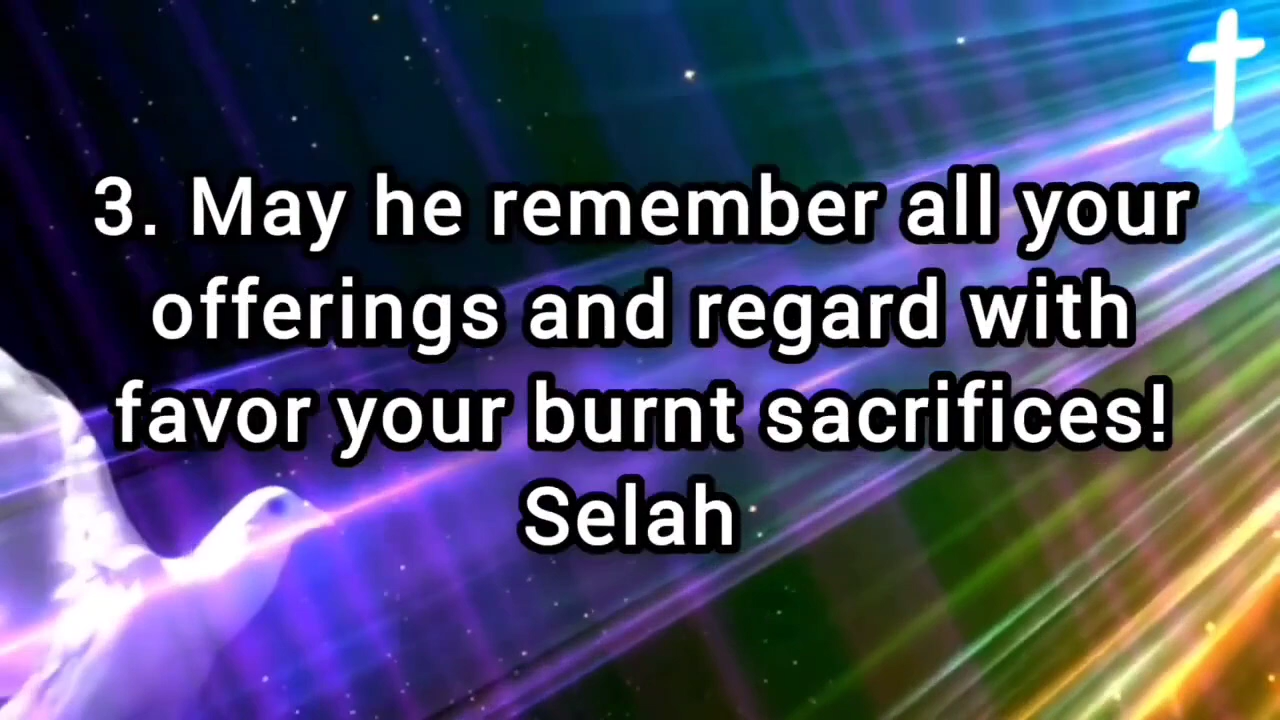 3. May he remember all your
offerings and regard with
favor your burnt sacrifices!
Selah